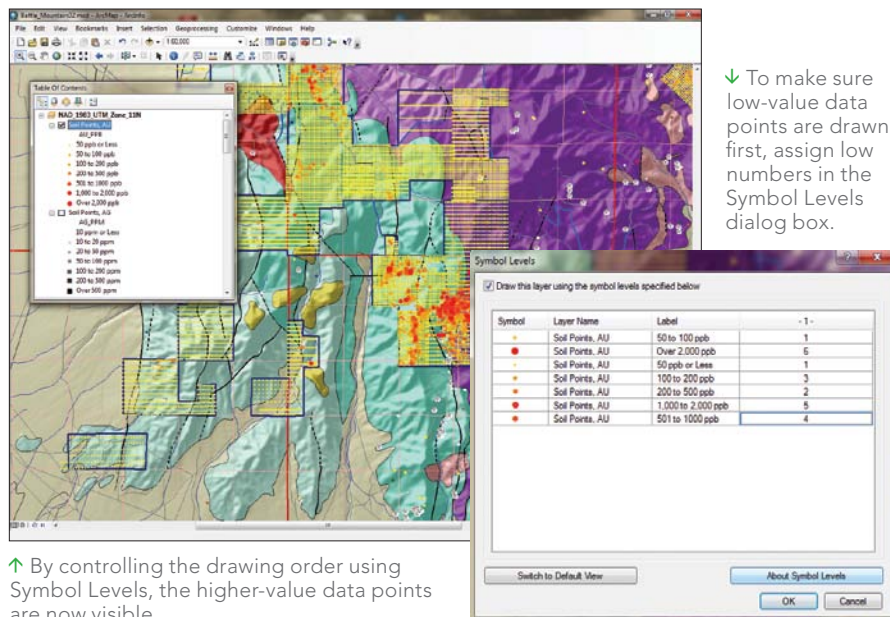 Battle_Mountain02.mxd - ArcMap - ArcInfo
File Edit View Bookmarks Insert Selection Geoprocessing Customize Windows Help
1:60,000
Table Of Contents
NAD_1983_UTM_Zone_11N
Soil Points, AU
AU_PPB
50 ppb or Less
50 to 100 ppb
100 to 200 ppb
200 to 500 ppb
501 to 1000 ppb
1,000 to 2,000 ppb
Over 2,000 ppb
Soil Points, AG
AG_PPM
10 ppm or Less
10 to 20 ppm
20 to 50 ppm
50 to 100 ppm
100 to 200 ppm
200 to 500 ppm
Over 500 ppm
↓ To make sure
low-value data
points are drawn
first, assign low
numbers in the
Symbol Levels
dialog box.
Symbol Levels
Draw this layer using the symbol levels specified below
Symbol Layer Name Label - 1 -
Soil Points, AU 50 to 100 ppb 1
Soil Points, AU Over 2,000 ppb 6
Soil Points, AU 50 ppb or Less 1
Soil Points, AU 100 to 200 ppb 3
Soil Points, AU 200 to 500 ppb 2
Soil Points, AU 1,000 to 2,000 ppb 5
Soil Points, AU 501 to 1000 ppb 4
Switch to Default View About Symbol Levels
OK Cancel
↑ By controlling the drawing order using
Symbol Levels, the higher-value data points
are now visible